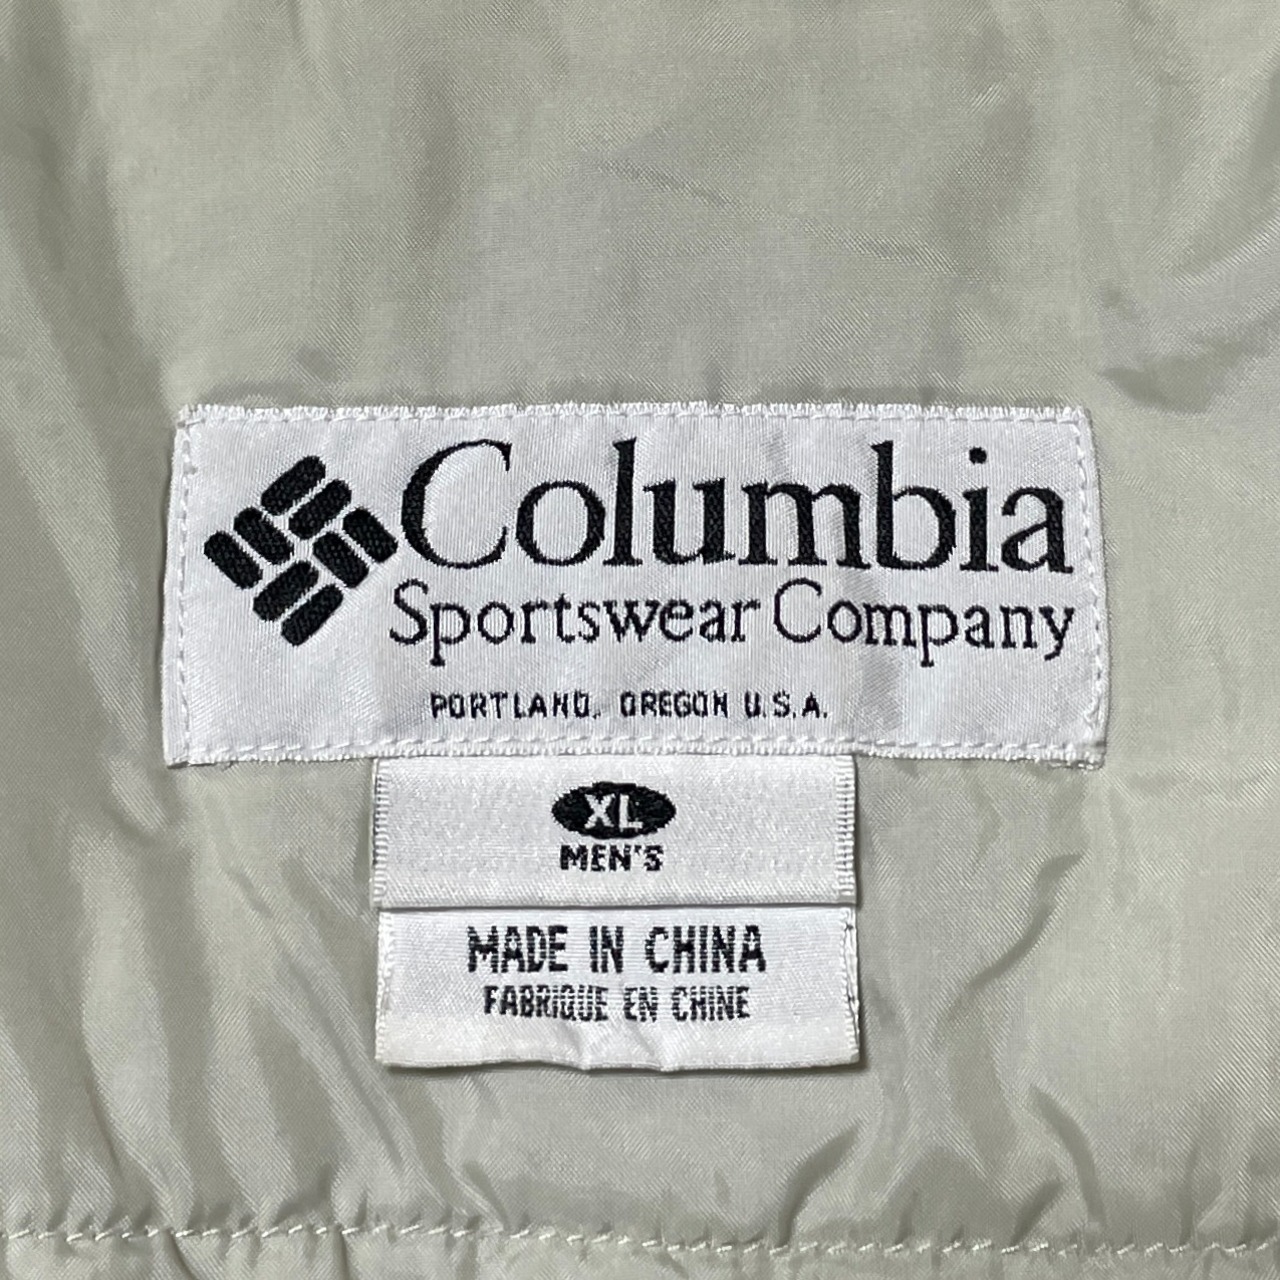 Columbia
Sportswear Company
PORTLAND, OREGON U.S.A.
XL
MEN'S
MADE IN CHINA
FABRIQUE EN CHINE